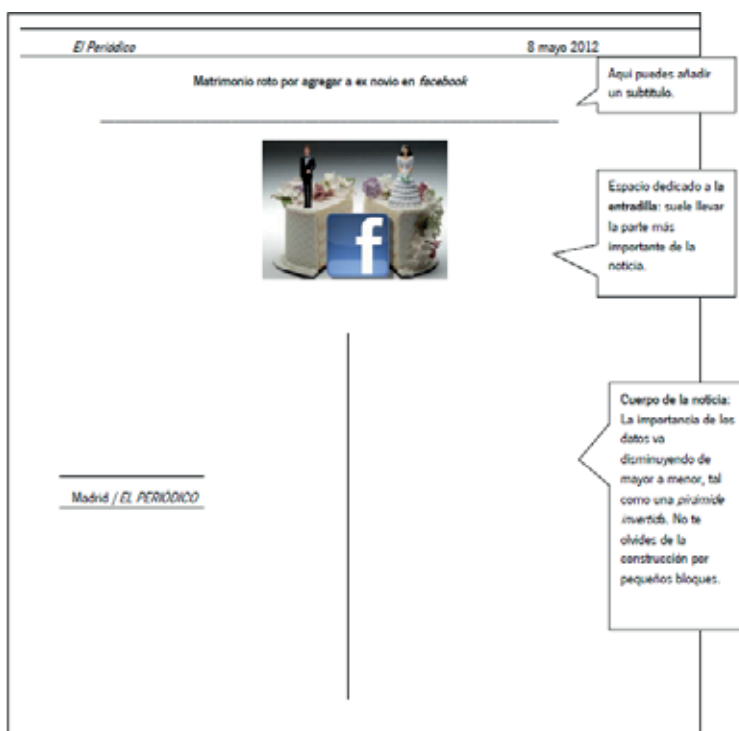 El Periódico 8 mayo 2012
Matrimonio roto por agregar a ex novio en facebook
Aquí puedes añadir
un subtítulo.
f
Espacio dedicado a la
entradilla: suele llevar
la parte más
importante de la
noticia.
Cuerpo de la noticia:
La importancia de los
datos va
disminuyendo de
mayor a menor, tal
como una pirámide
invertida. No te
olvides de la
construcción por
pequeños bloques.
Madrid / EL PERIÓDICO